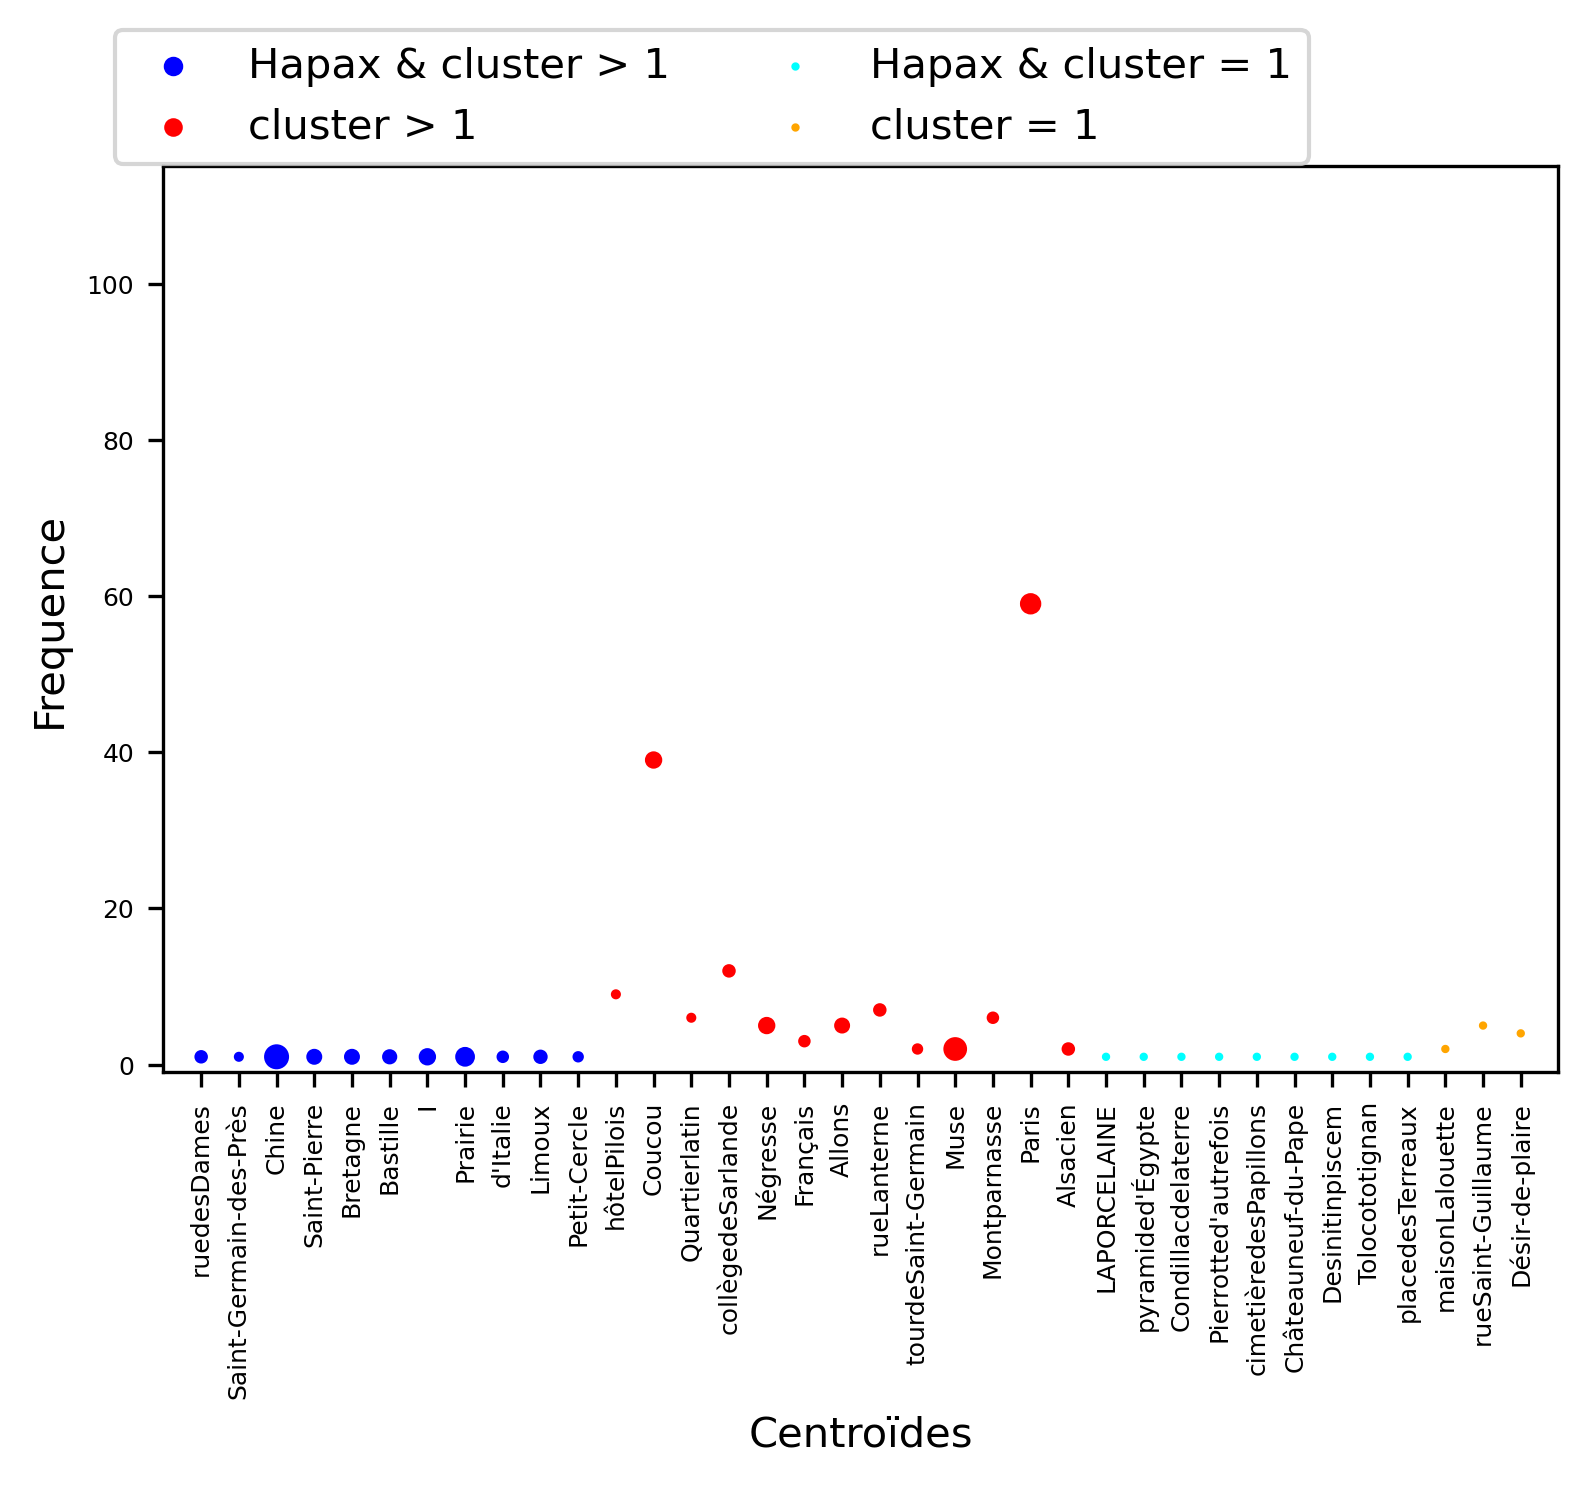 Hapax & cluster > 1
Hapax & cluster = 1
cluster > 1
cluster = 1
Frequence
100
80
60
40
20
0
ruedesDames
Saint-Germain-des-Près
Chine
Saint-Pierre
Bretagne
Bastille
I
Prairie
d'Italie
Limoux
Petit-Cercle
hôtelPilois
Coucou
Quartierlatin
collègedeSarlande
Négresse
Français
Allons
rueLanterne
tourdeSaint-Germain
Muse
Montparnasse
Paris
Alsacien
LAPORCELAINE
pyramided'Égypte
Condillacdelaterre
Pierrotted'autrefois
cimetièredesPapillons
Châteauneuf-du-Pape
Desinitinpiscem
Tolocototignan
placedesTerreaux
maisonLalouette
rueSaint-Guillaume
Désir-de-plaire
Centroïdes